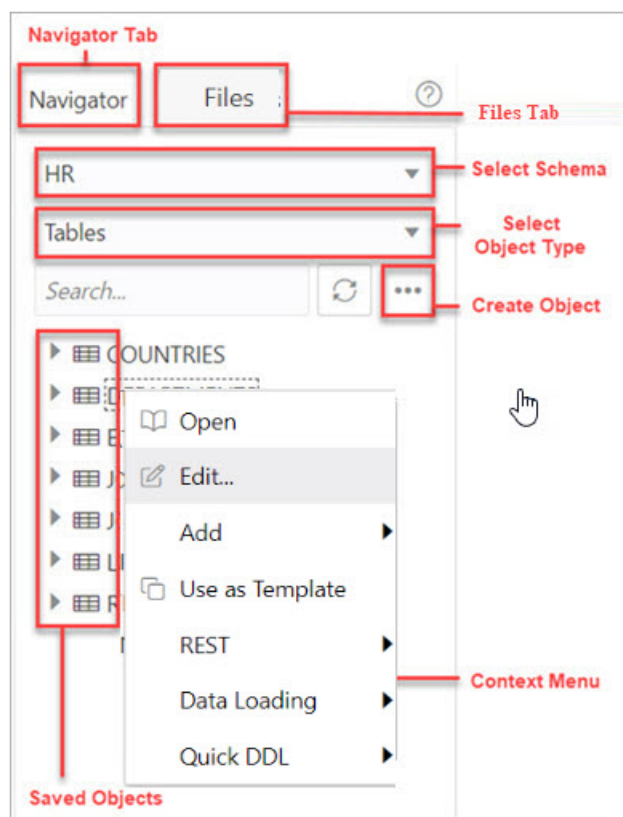 Navigator Tab
Navigator
Files
Files Tab
HR
Select Schema
Tables
Select
Object Type
Search...
Create Object
COUNTRIES
Open
Edit...
Add
Use as Template
REST
Data Loading
Context Menu
Quick DDL
Saved Objects